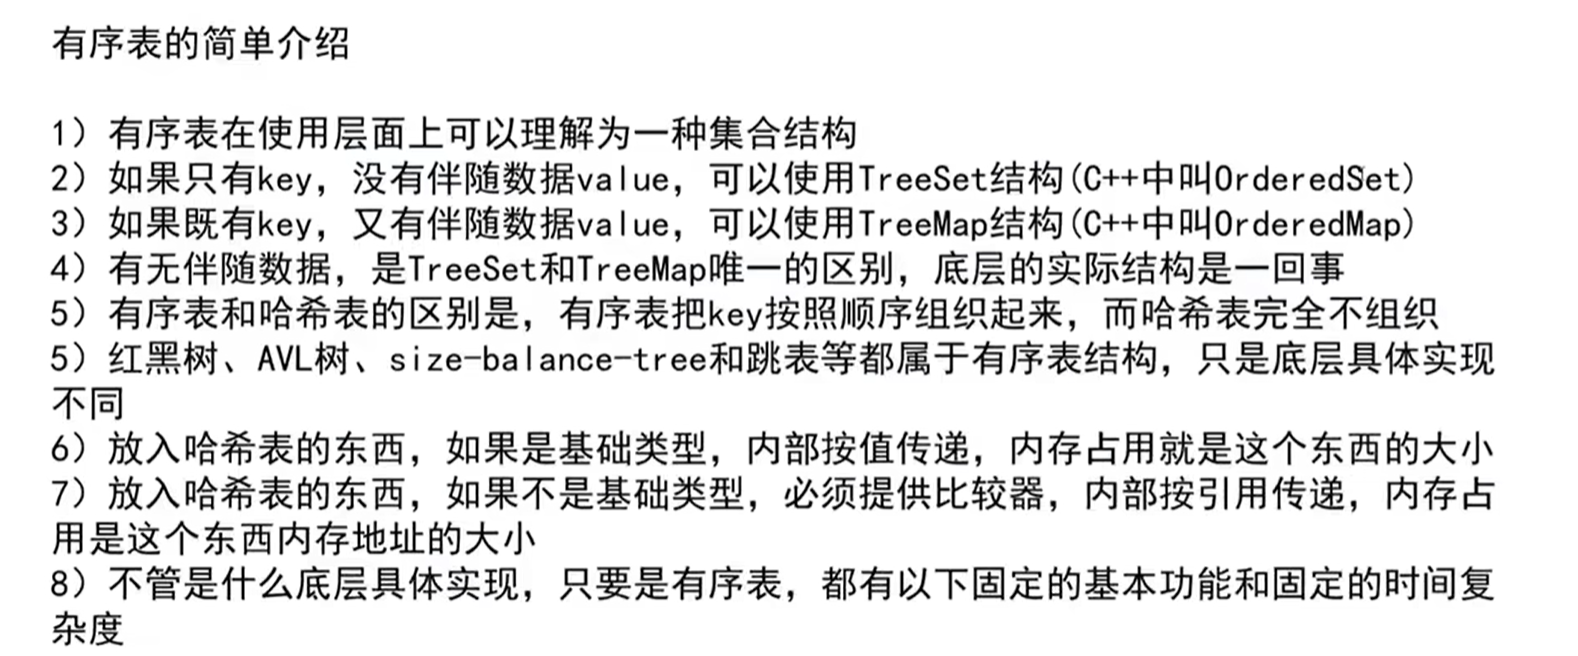 有序表的简单介绍
1）有序表在使用层面上可以理解为一种集合结构
2）如果只有key，没有伴随数据value，可以使用TreeSet结构(C++中叫OrderedSet)
3）如果既有key，又有伴随数据value，可以使用TreeMap结构(C++中叫OrderedMap)
4）有无伴随数据，是TreeSet和TreeMap唯一的区别，底层的实际结构是一回事
5）有序表和哈希表的区别是，有序表把key按照顺序组织起来，而哈希表完全不组织
5）红黑树、AVL树、size-balance-tree和跳表等都属于有序表结构，只是底层具体实现
不同
6）放入哈希表的东西，如果是基础类型，内部按值传递，内存占用就是这个东西的大小
7）放入哈希表的东西，如果不是基础类型，必须提供比较器，内部按引用传递，内存占
用是这个东西内存地址的大小
8）不管是什么底层具体实现，只要是有序表，都有以下固定的基本功能和固定的时间复
杂度